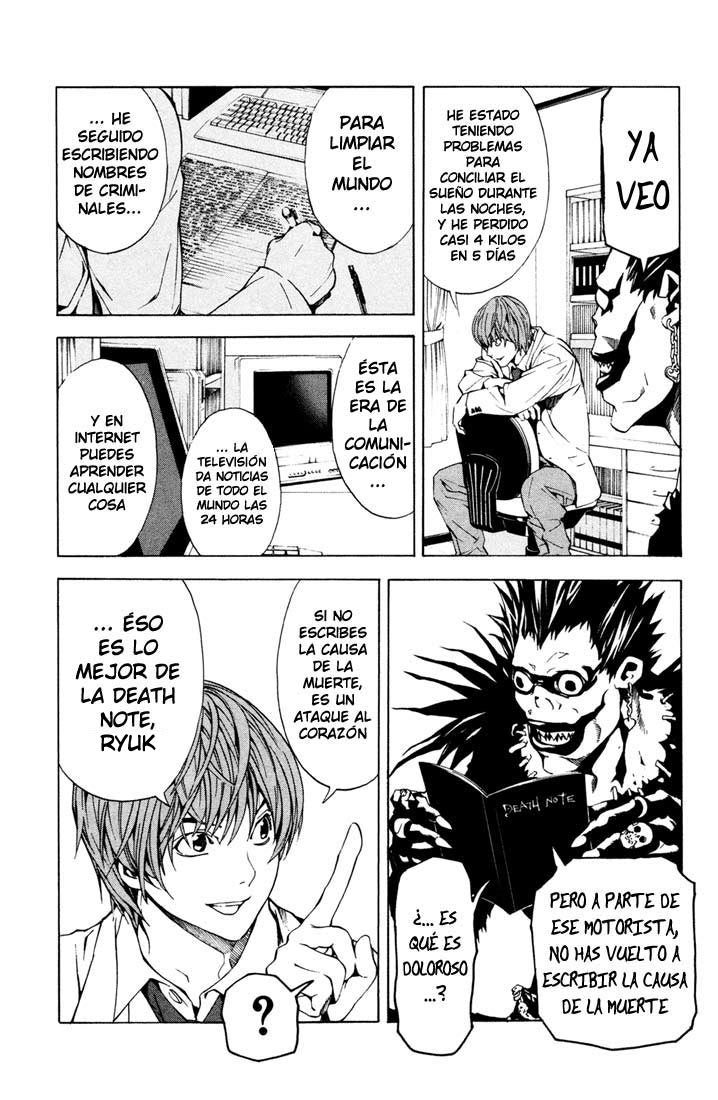 YA
VEO
HE ESTADO
TENIENDO
PROBLEMAS
PARA
CONCILIAR EL
SUEÑO DURANTE
LAS NOCHES,
Y HE PERDIDO
CASI 4 KILOS
EN 5 DÍAS
PARA
LIMPIAR
EL
MUNDO
...
... HE
SEGUIDO
ESCRIBIENDO
NOMBRES
DE CRIMI-
NALES...
ÉSTA
ES LA
ERA DE
LA
COMUNI-
CACIÓN
...
... LA
TELEVISIÓN
DA NOTICIAS
DE TODO EL
MUNDO LAS
24 HORAS
Y EN
INTERNET
PUEDES
APRENDER
CUALQUIER
COSA
DEATH NOTE
PERO A PARTE DE
ESE MOTORISTA,
NO HAS VUELTO A
ESCRIBIR LA CAUSA
DE LA MUERTE
¿... ES
QUÉ ES
DOLOROSO
...?
SI NO
ESCRIBES
LA CAUSA
DE LA
MUERTE,
ES UN
ATAQUE AL
CORAZÓN
... ÉSO
ES LO
MEJOR DE
LA DEATH
NOTE,
RYUK
?